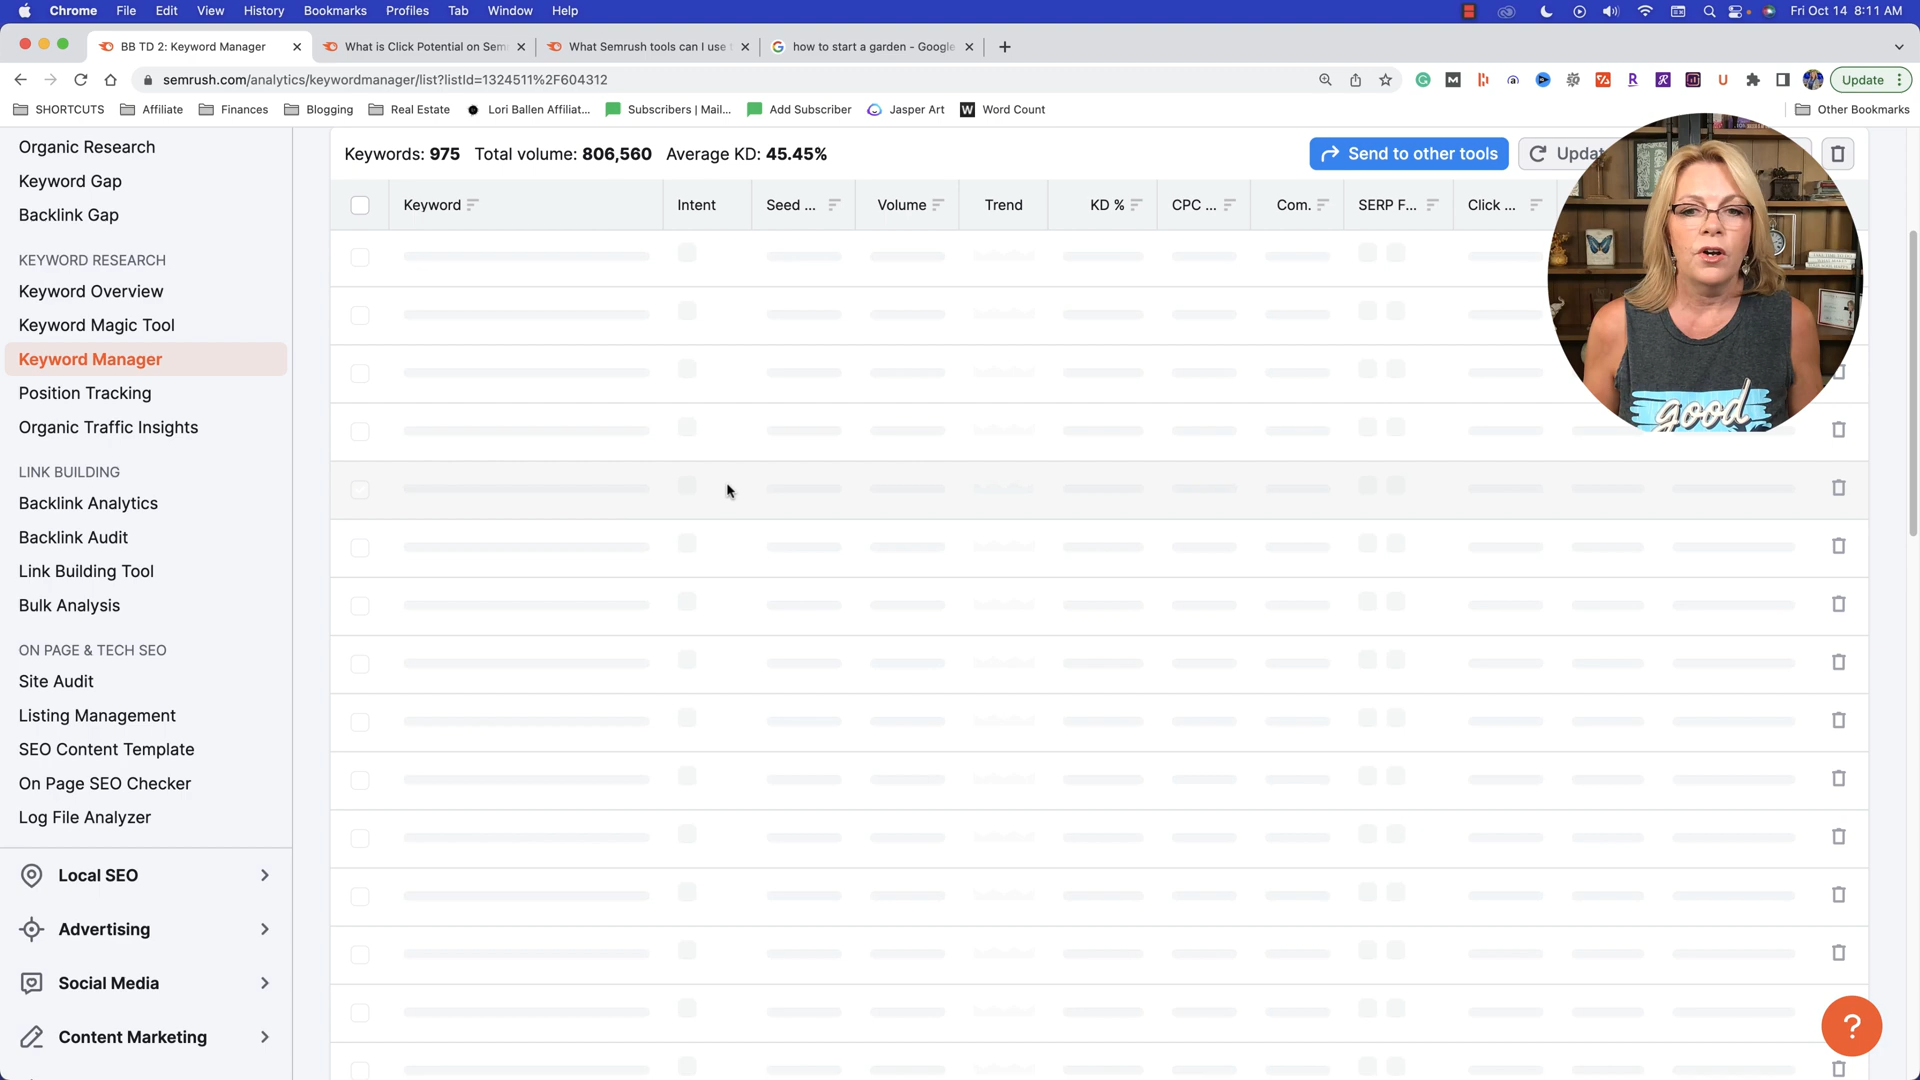 Chrome File Edit View History Bookmarks Profiles Tab Window Help Fri Oct 14 8:11 AM
BB TD 2: Keyword Manager What is Click Potential on Sem What Semrush tools can I use how to start a garden - Google
semrush.com/analytics/keywordmanager/list?listId=1324511%2F604312 Update
SHORTCUTS Affiliate Finances Blogging Real Estate Lori Ballen Affiliat... Subscribers | Mail... Add Subscriber Jasper Art W Word Count Other Bookmarks
Organic Research
Keyword Gap
Backlink Gap
KEYWORD RESEARCH
Keyword Overview
Keyword Magic Tool
Keyword Manager
Position Tracking
Organic Traffic Insights
LINK BUILDING
Backlink Analytics
Backlink Audit
Link Building Tool
Bulk Analysis
ON PAGE & TECH SEO
Site Audit
Listing Management
SEO Content Template
On Page SEO Checker
Log File Analyzer
Local SEO
Advertising
Social Media
Content Marketing
Keywords: 975 Total volume: 806,560 Average KD: 45.45% Send to other tools Updat
Keyword Intent Seed ... Volume Trend KD % CPC ... Com. SERP F... Click ...
good
?